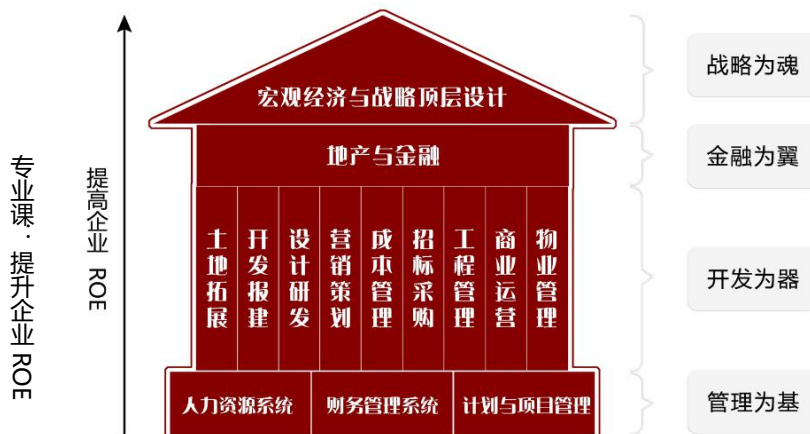 专业课：提升企业 ROE
提高企业 ROE
宏观经济与战略顶层设计
战略为魂
地产与金融
金融为翼
土地拓展
开发报建
设计研发
营销策划
成本管理
招标采购
工程管理
商业运营
物业管理
开发为器
人力资源系统
财务管理系统
计划与项目管理
管理为基